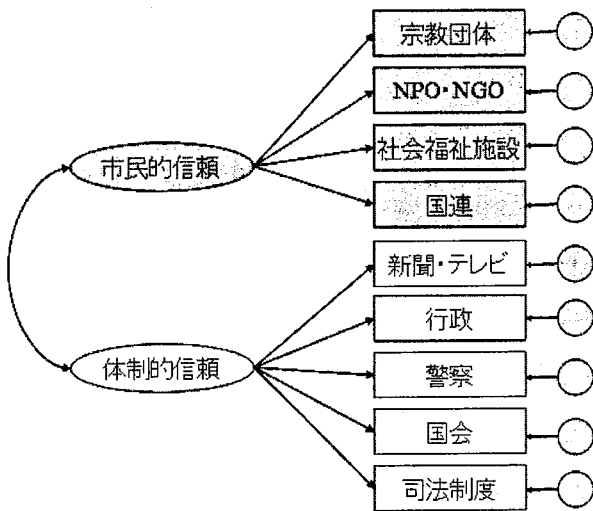 宗教団体
NPO・NGO
社会福祉施設
市民的信頼
国連
新聞・テレビ
行政
体制的信頼
警察
国会
司法制度